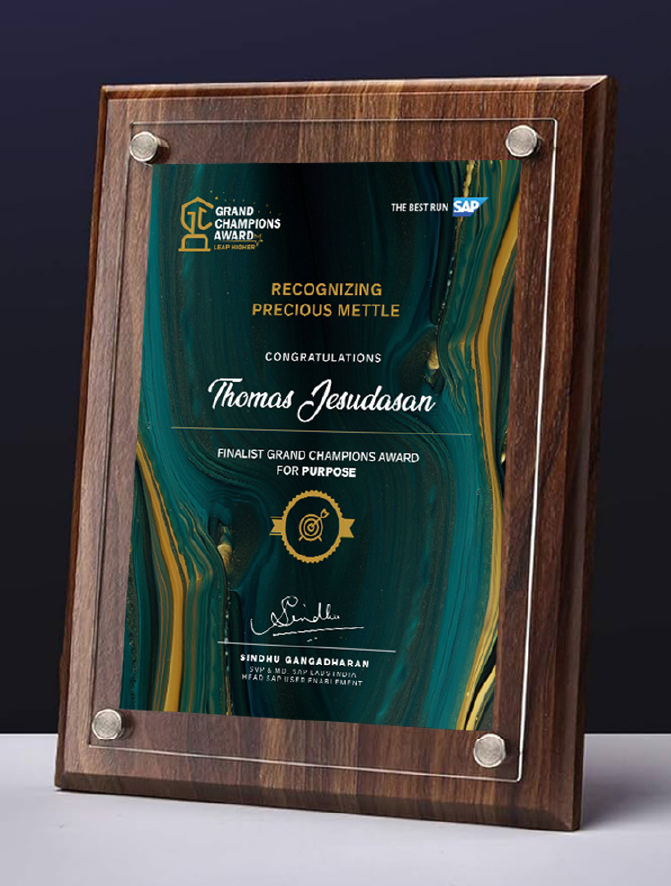 GC GRAND
CHAMPIONS
AWARD
LEAP HIGHER
THE BEST RUN SAP
RECOGNIZING
PRECIOUS METTLE
CONGRATULATIONS
Thomas Jesudasan
FINALIST GRAND CHAMPIONS AWARD
FOR PURPOSE
Sindhu
SINDHU GANGADHARAN
SVP & MD, SAP LABS INDIA
HEAD SAP USER ENABLEMENT